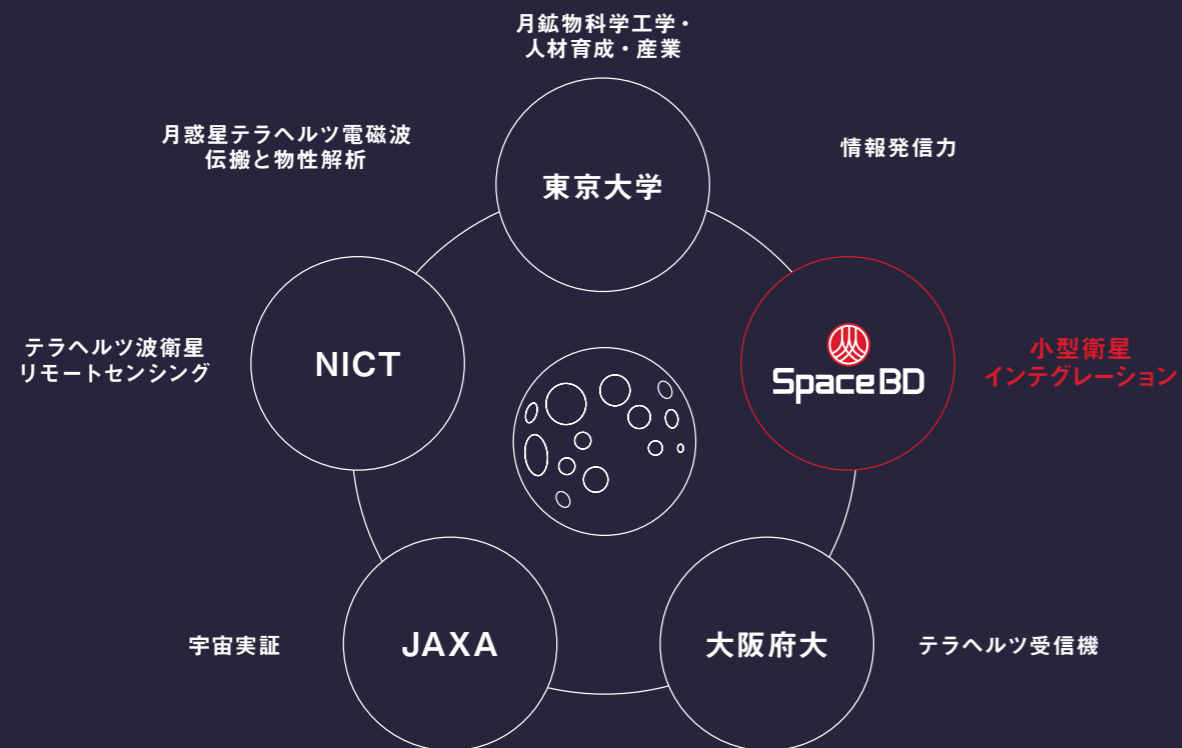 月鉱物科学工学・
人材育成・産業
月惑星テラヘルツ電磁波
伝搬と物性解析
情報発信力
東京大学
テラヘルツ波衛星
リモートセンシング
NICT
SpaceBD
小型衛星
インテグレーション
宇宙実証
JAXA
大阪府大
テラヘルツ受信機